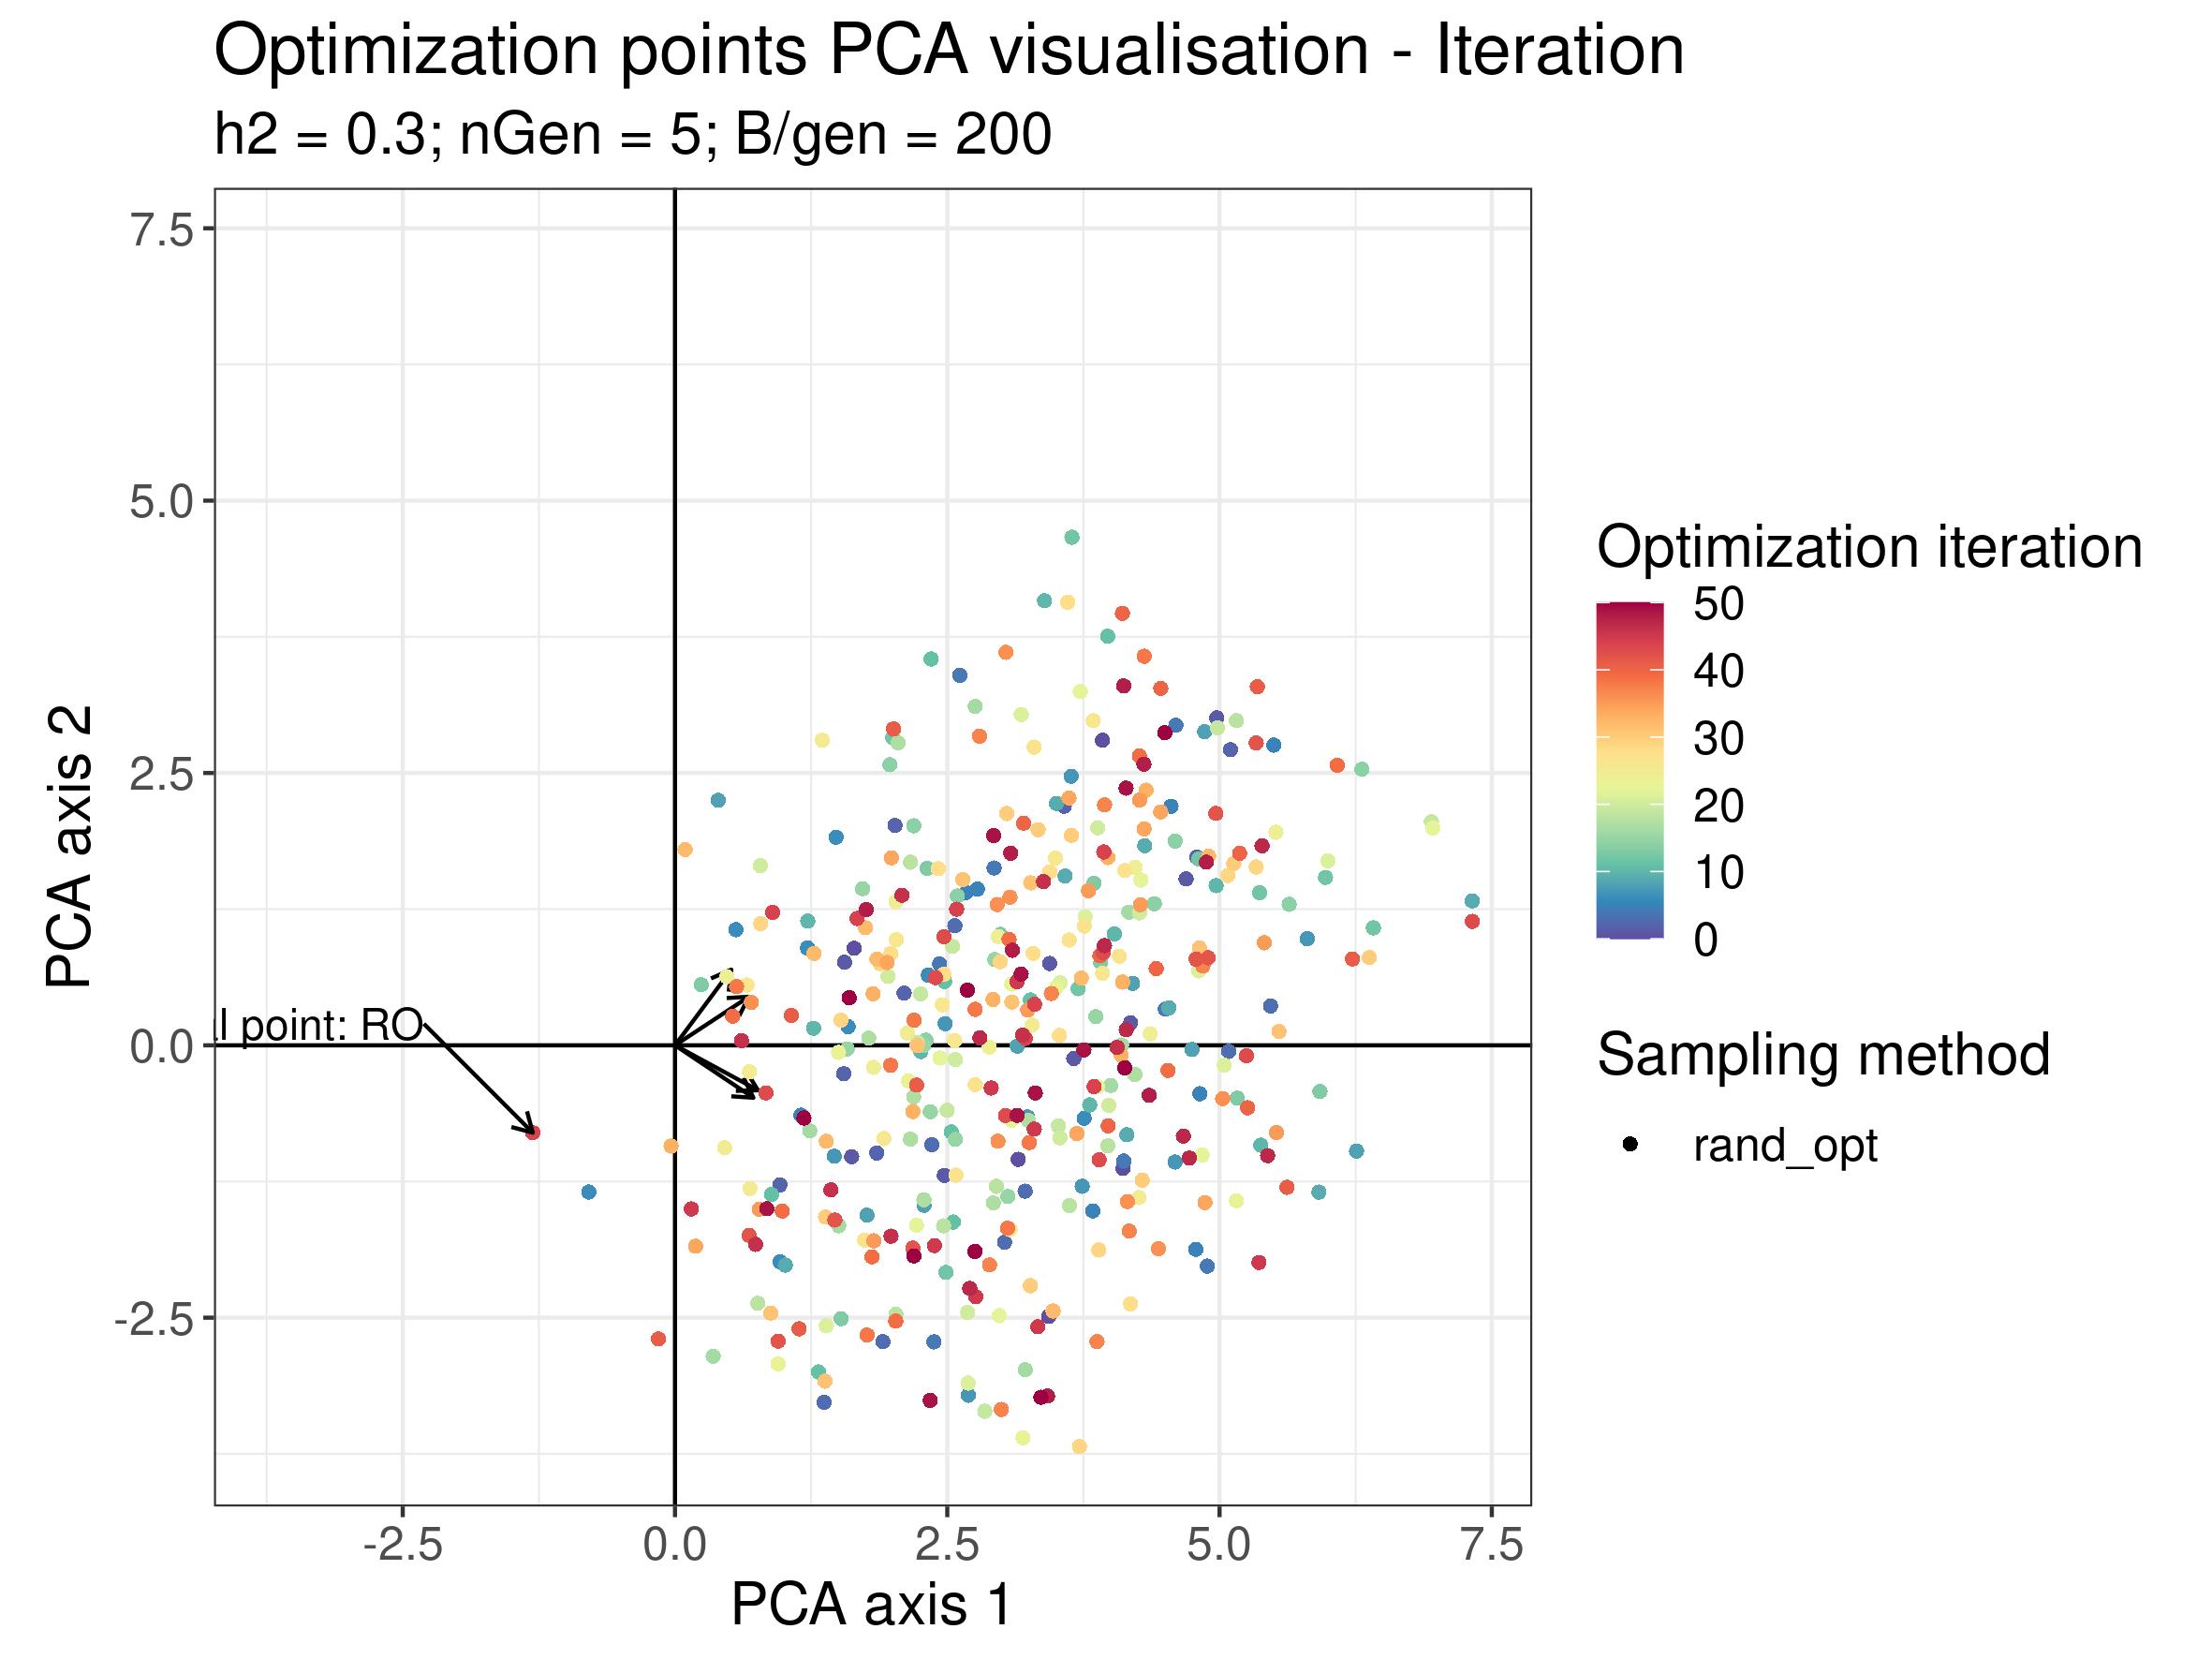 Optimization points PCA visualisation - Iteration
h2 = 0.3; nGen = 5; B/gen = 200
7.5
5.0
2.5
0.0
-2.5
PCA axis 2
point: RO
-2.5
0.0
2.5
5.0
7.5
PCA axis 1
Optimization iteration
50
40
30
20
10
0
Sampling method
rand_opt